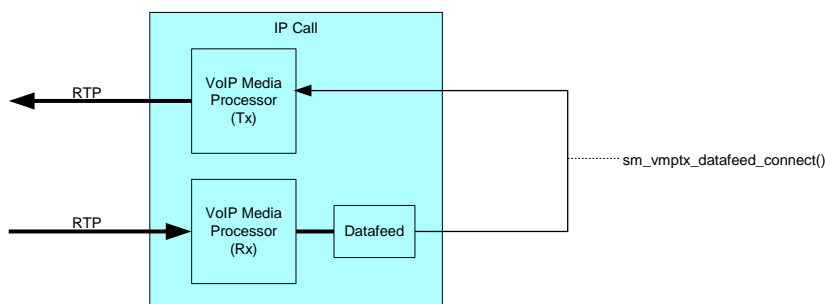 IP Call
RTP
VoIP Media
Processor
(Tx)
sm_vmptx_datafeed_connect()
RTP
VoIP Media
Processor
(Rx)
Datafeed